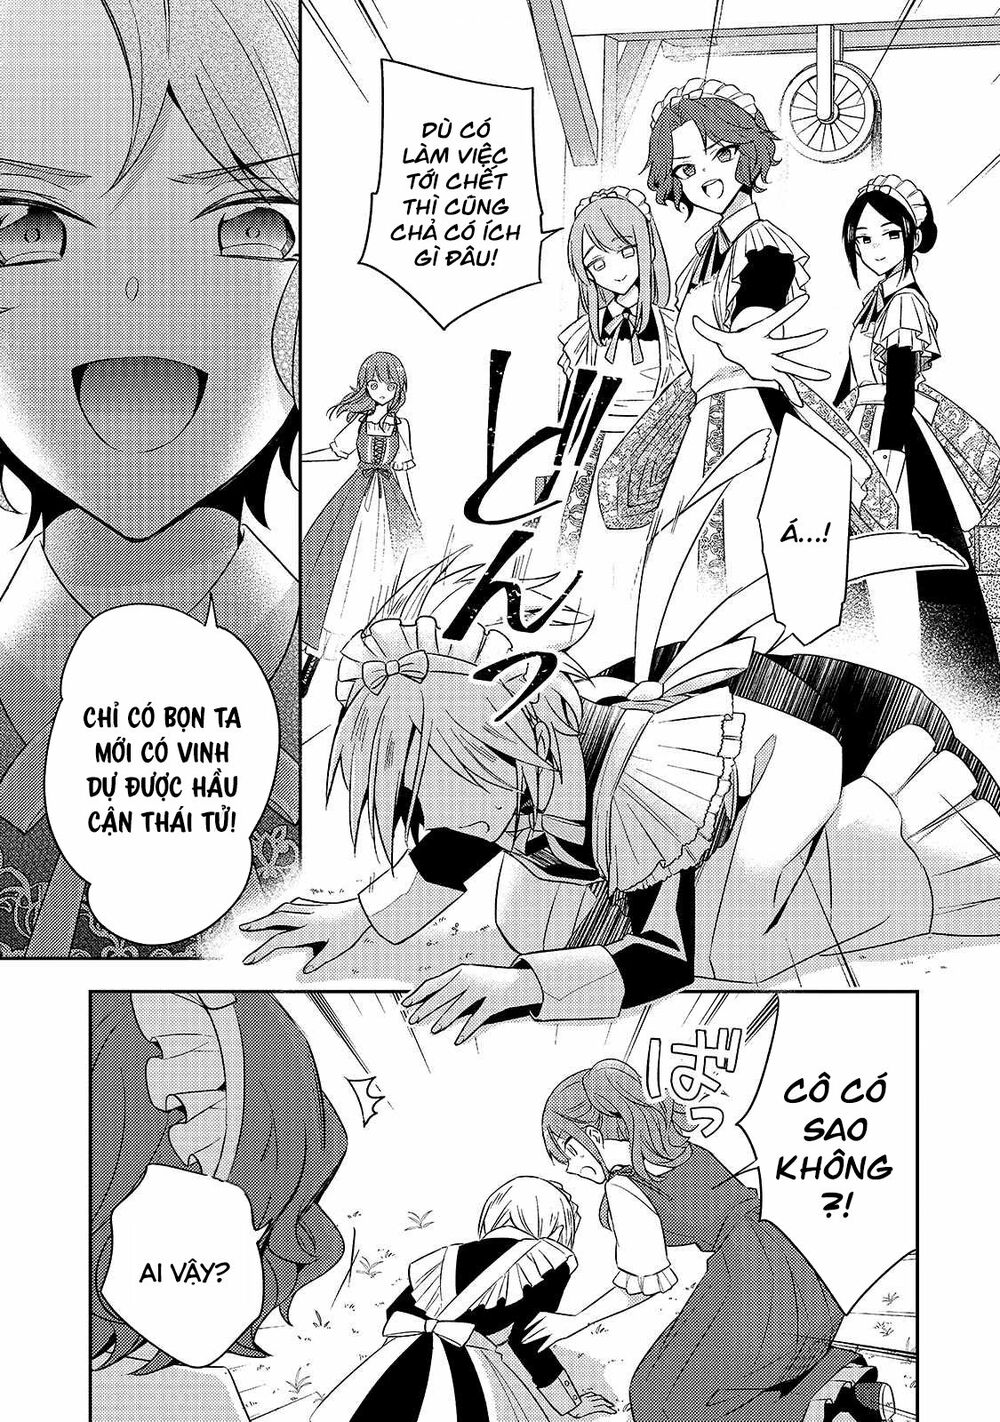 DÙ CÓ
LÀM VIỆC
TỚI CHẾT
THÌ CŨNG
CHẢ CÓ ÍCH
GÌ ĐÂU!
Á...!
どんっ
CHỈ CÓ BỌN TA
MỚI CÓ VINH
DỰ ĐƯỢC HẦU
CẬN THÁI TỬ!
ばっ
CÔ CÓ
SAO
KHÔNG
?!
AI VẬY?